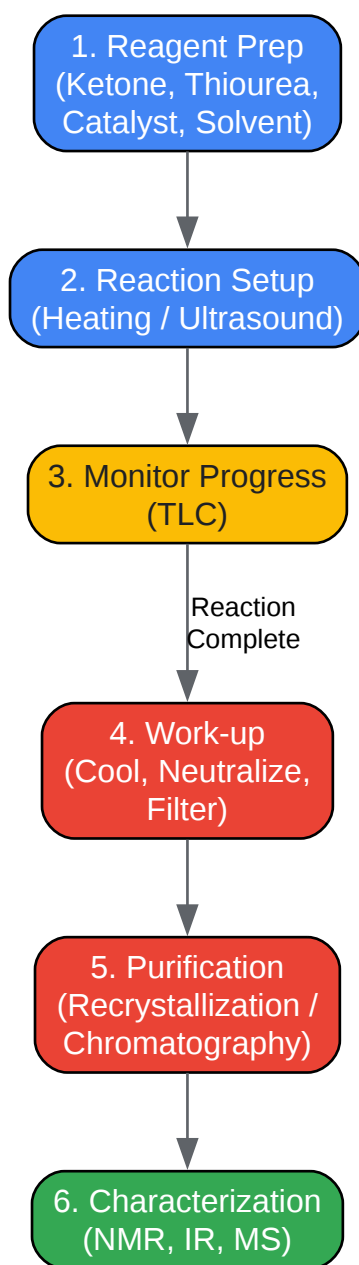 1. Reagent Prep
(Ketone, Thiourea,
Catalyst, Solvent)
2. Reaction Setup
(Heating / Ultrasound)
3. Monitor Progress
(TLC)
Reaction
Complete
4. Work-up
(Cool, Neutralize,
Filter)
5. Purification
(Recrystallization /
Chromatography)
6. Characterization
(NMR, IR, MS)